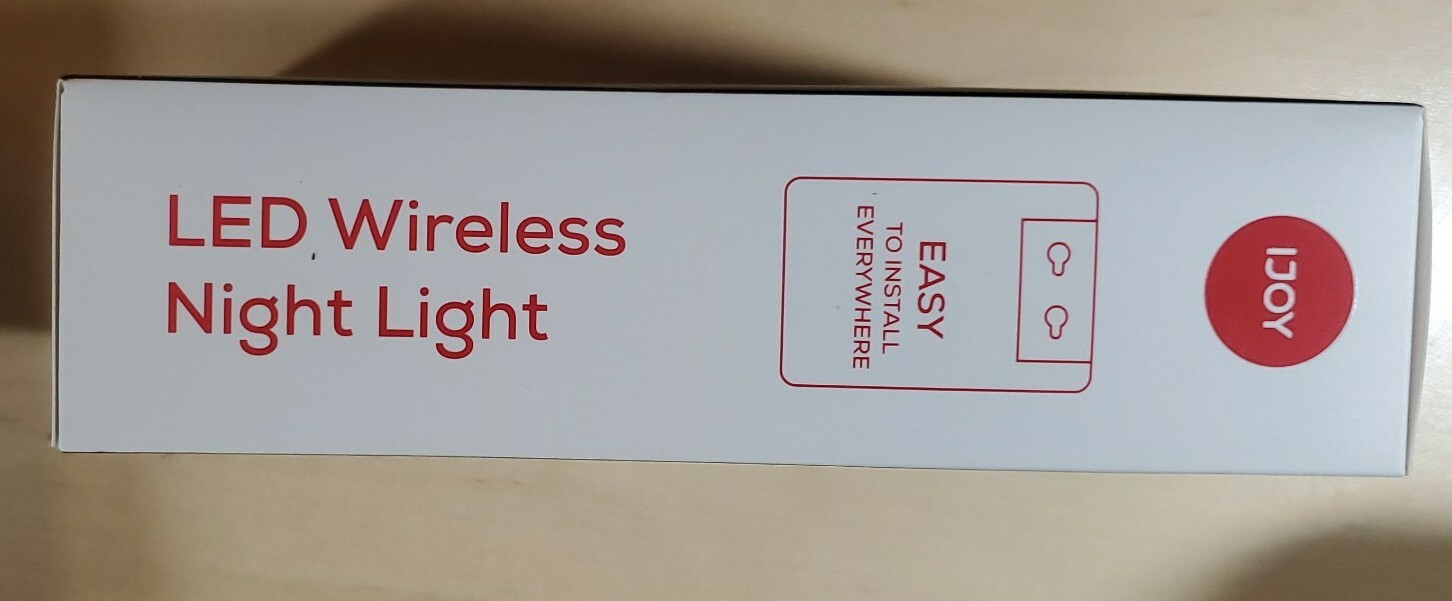 LED Wireless
Night Light
EASY
TO INSTALL
EVERYWHERE
IJOY